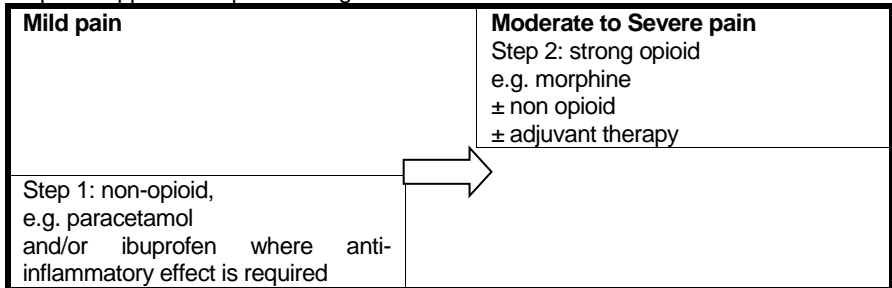 Mild pain
Step 1: non-opioid,
e.g. paracetamol
and/or ibuprofen where anti-
inflammatory effect is required
Moderate to Severe pain
Step 2: strong opioid
e.g. morphine
± non opioid
± adjuvant therapy